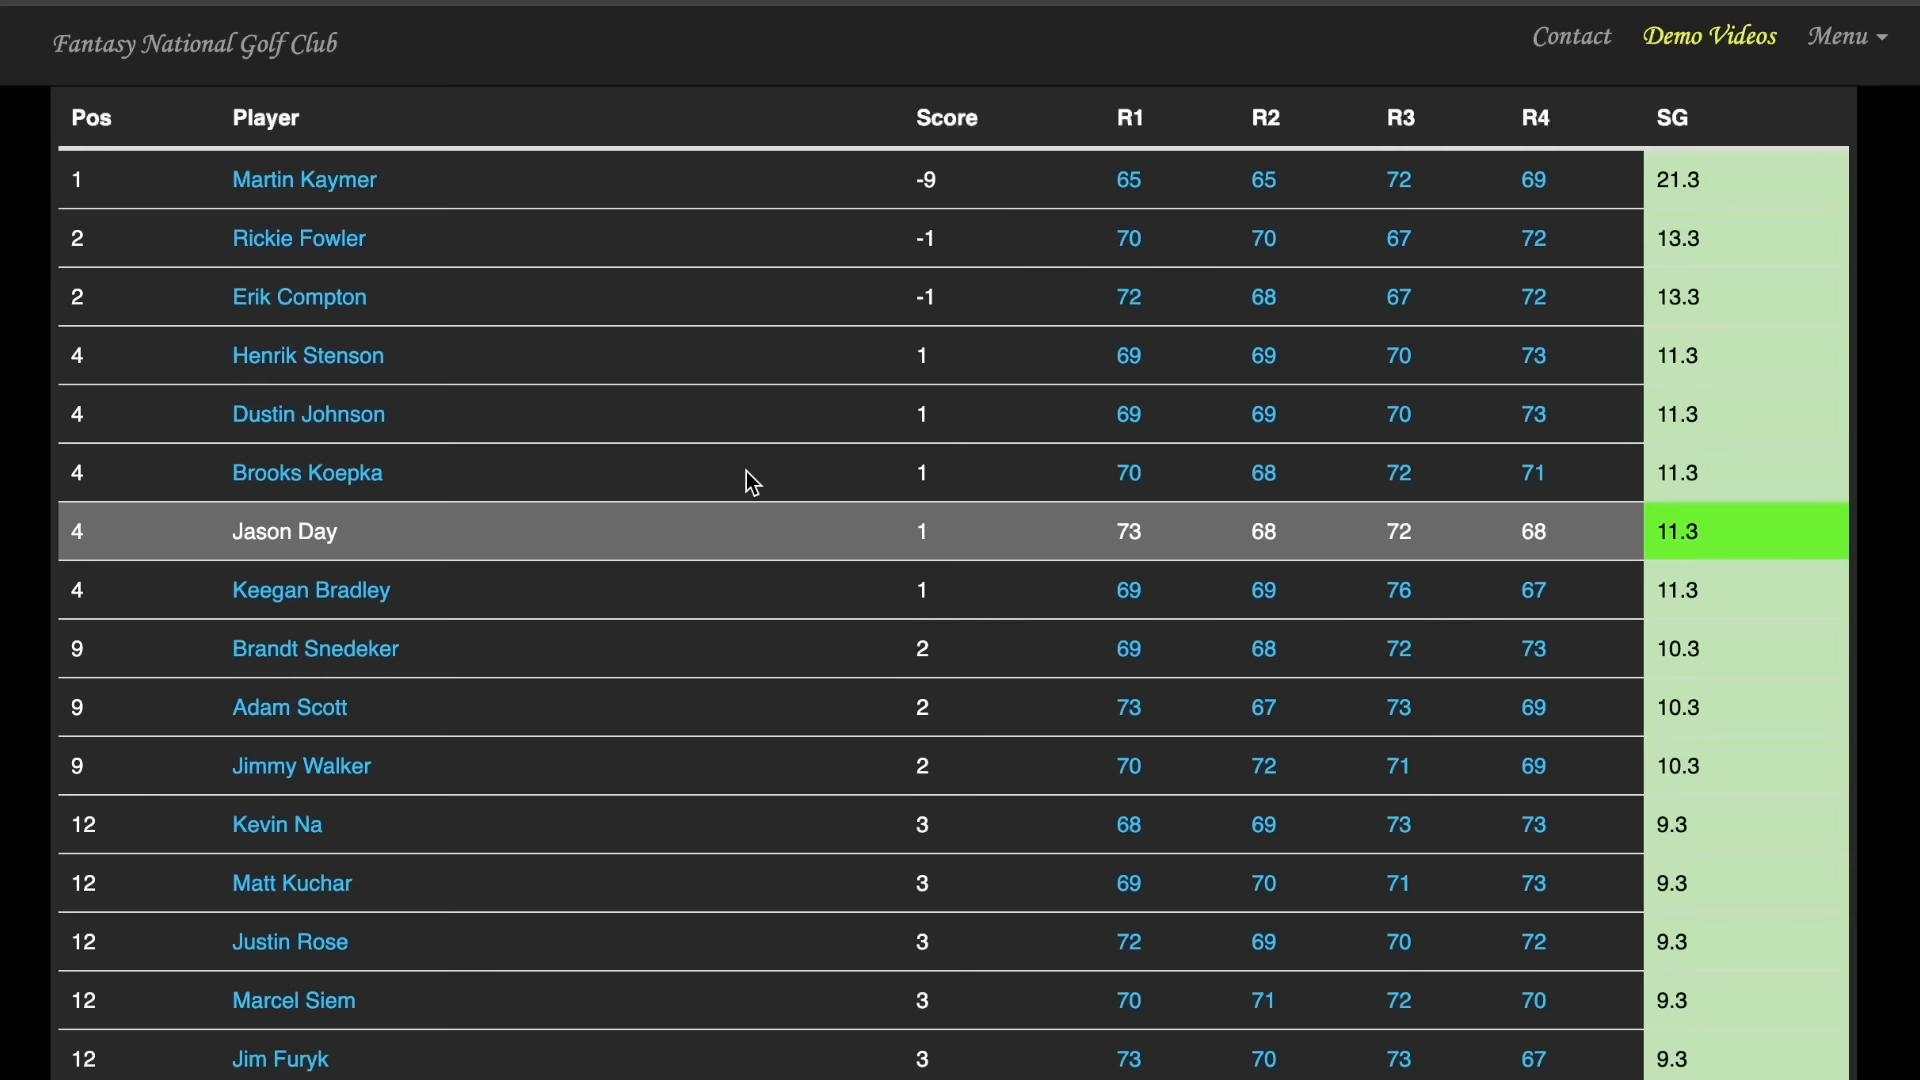 Fantasy National Golf Club
Contact Demo Videos Menu
Pos Player Score R1 R2 R3 R4 SG
1 Martin Kaymer -9 65 65 72 69 21.3
2 Rickie Fowler -1 70 70 67 72 13.3
2 Erik Compton -1 72 68 67 72 13.3
4 Henrik Stenson 1 69 69 70 73 11.3
4 Dustin Johnson 1 69 69 70 73 11.3
4 Brooks Koepka 1 70 68 72 71 11.3
4 Jason Day 1 73 68 72 68 11.3
4 Keegan Bradley 1 69 69 76 67 11.3
9 Brandt Snedeker 2 69 68 72 73 10.3
9 Adam Scott 2 73 67 73 69 10.3
9 Jimmy Walker 2 70 72 71 69 10.3
12 Kevin Na 3 68 69 73 73 9.3
12 Matt Kuchar 3 69 70 71 73 9.3
12 Justin Rose 3 72 69 70 72 9.3
12 Marcel Siem 3 70 71 72 70 9.3
12 Jim Furyk 3 73 70 73 67 9.3